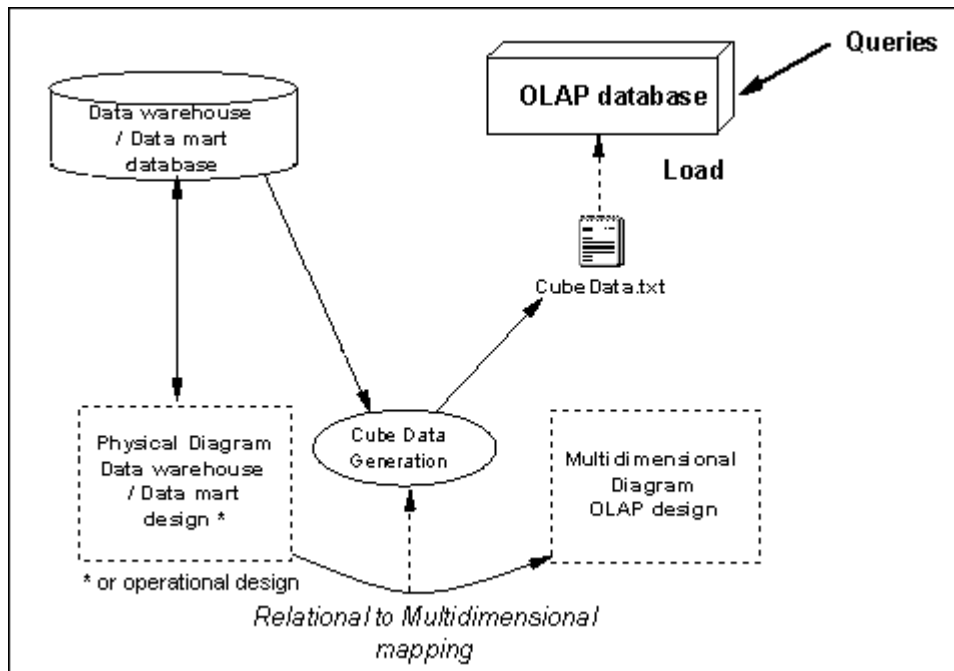 Queries
OLAP database
Data warehouse
/ Data mart
database
Load
CubeData.txt
Physical Diagram
Data warehouse
/ Data mart
design *
Cube Data
Generation
Multidimensional
Diagram
OLAP design
* or operational design
Relational to Multidimensional
mapping